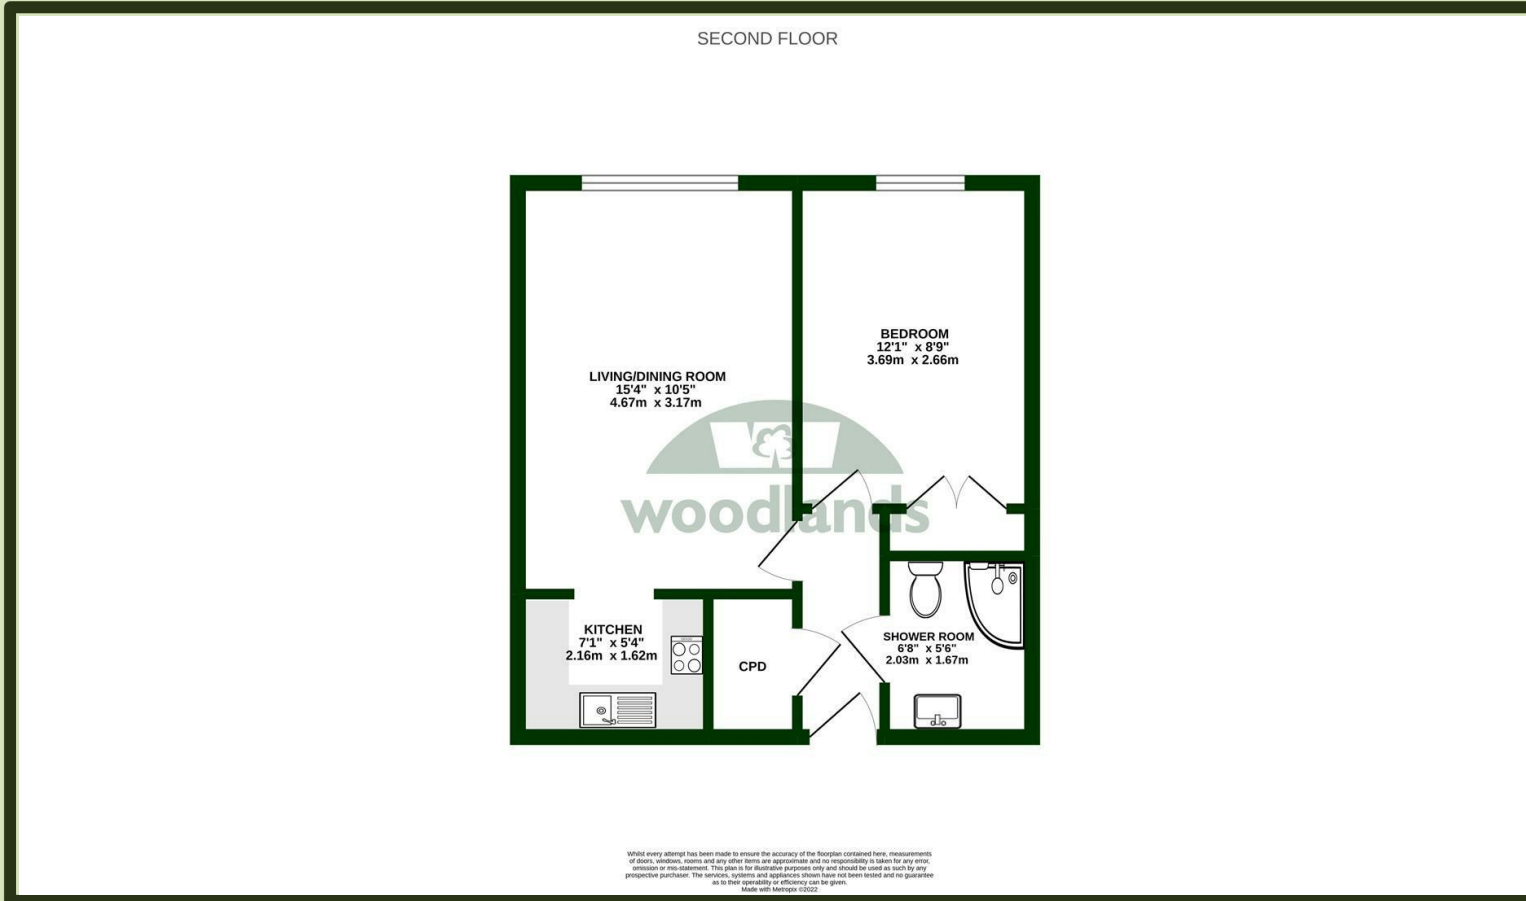 SECOND FLOOR
BEDROOM
12'1" x 8'9"
3.69m x 2.66m
LIVING/DINING ROOM
15'4" x 10'5"
4.67m x 3.17m
woodlands
KITCHEN
7'1" x 5'4"
2.16m x 1.62m
CPD
SHOWER ROOM
6'8" x 5'6"
2.03m x 1.67m
Whilst every attempt has been made to ensure the accuracy of the floorplan contained here, measurements
of doors, windows, rooms and any other items are approximate and no responsibility is taken for any error,
omission or mis-statement. This plan is for illustrative purposes only and should be used as such by any
prospective purchaser. The services, systems and appliances shown have not been tested and no guarantee
as to their operability or efficiency can be given.
Made with Metropix ©2022